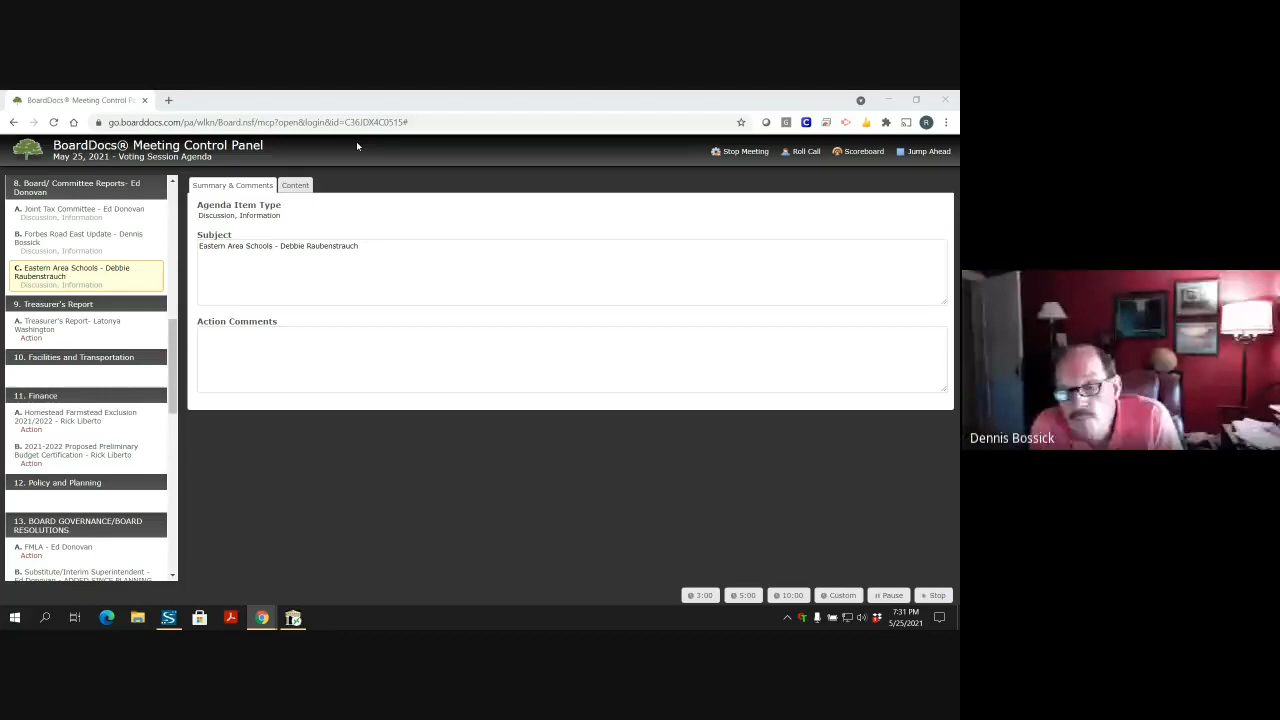 BoardDocs® Meeting Control Pa
go.boarddocs.com/pa/wlkn/Board.nsf/mcp?open&login&id=C36JDX4C0515#
BoardDocs® Meeting Control Panel
May 25, 2021 - Voting Session Agenda
Stop Meeting
Roll Call
Scoreboard
Jump Ahead
8. Board/ Committee Reports- Ed
Donovan
A. Joint Tax Committee - Ed Donovan
Discussion, Information
B. Forbes Road East Update - Dennis
Bossick
Discussion, Information
C. Eastern Area Schools - Debbie
Raubenstrauch
Discussion, Information
9. Treasurer's Report
A. Treasurer's Report- Latonya
Washington
Action
10. Facilities and Transportation
11. Finance
A. Homestead Farmstead Exclusion
2021/2022 - Rick Liberto
Action
B. 2021-2022 Proposed Preliminary
Budget Certification - Rick Liberto
Action
12. Policy and Planning
13. BOARD GOVERNANCE/BOARD
RESOLUTIONS
A. FMLA - Ed Donovan
Action
B. Substitute/Interim Superintendent -
Ed Donovan - ADDED SINCE PLANNING
Summary & Comments
Content
Agenda Item Type
Discussion, Information
Subject
Eastern Area Schools - Debbie Raubenstrauch
Action Comments
3:00
5:00
10:00
Custom
Pause
Stop
7:31 PM
5/25/2021
Dennis Bossick